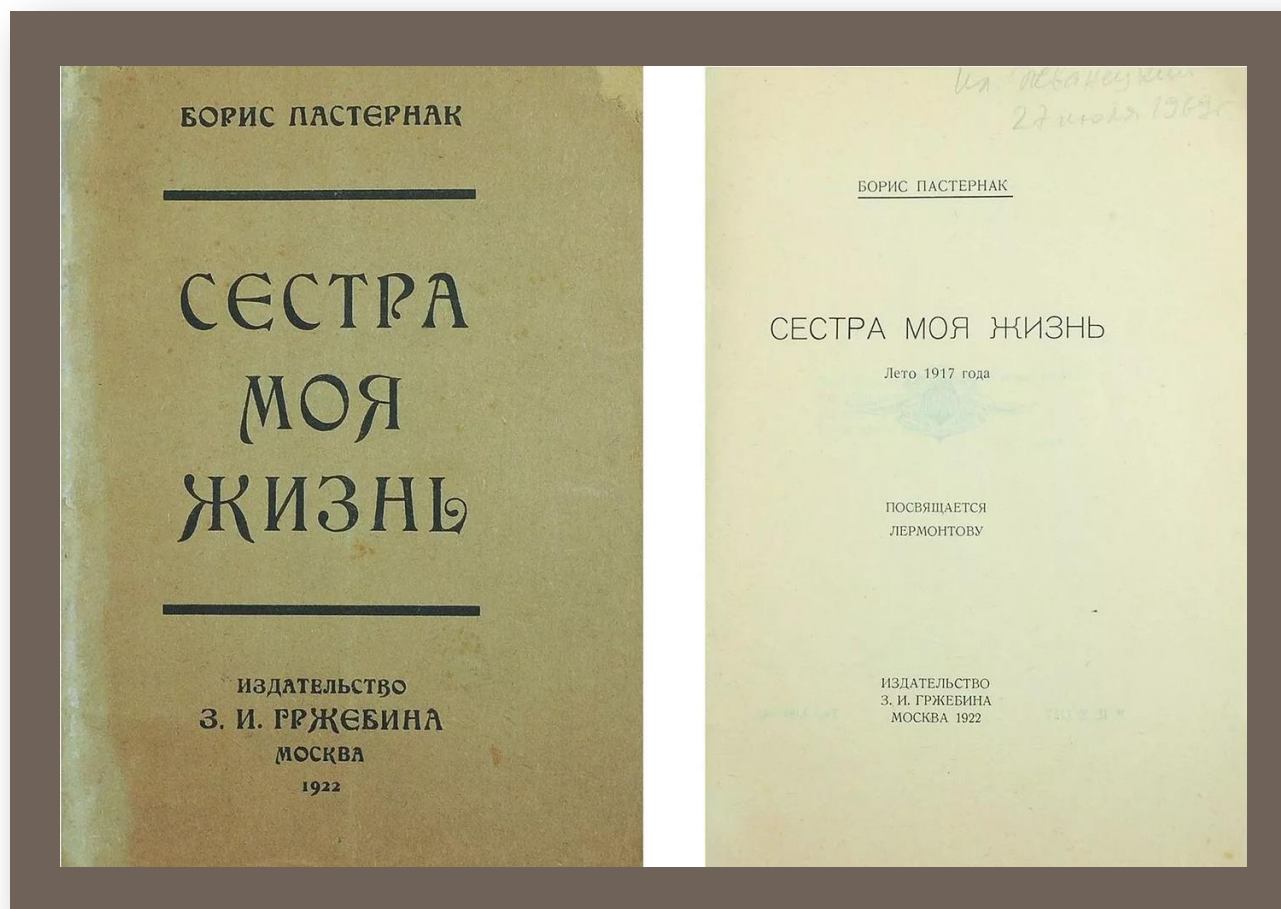 БОРИС ПАСТЕРНАК
СЕСТРА
МОЯ
ЖИЗНЬ
ИЗДАТЕЛЬСТВО
З. И. ГРЖЕБИНА
МОСКВА
1922
27 июля 1969г
БОРИС ПАСТЕРНАК
СЕСТРА МОЯ ЖИЗНЬ
Лето 1917 года
ПОСВЯЩАЕТСЯ
ЛЕРМОНТОВУ
ИЗДАТЕЛЬСТВО
З. И. ГРЖЕБИНА
МОСКВА 1922